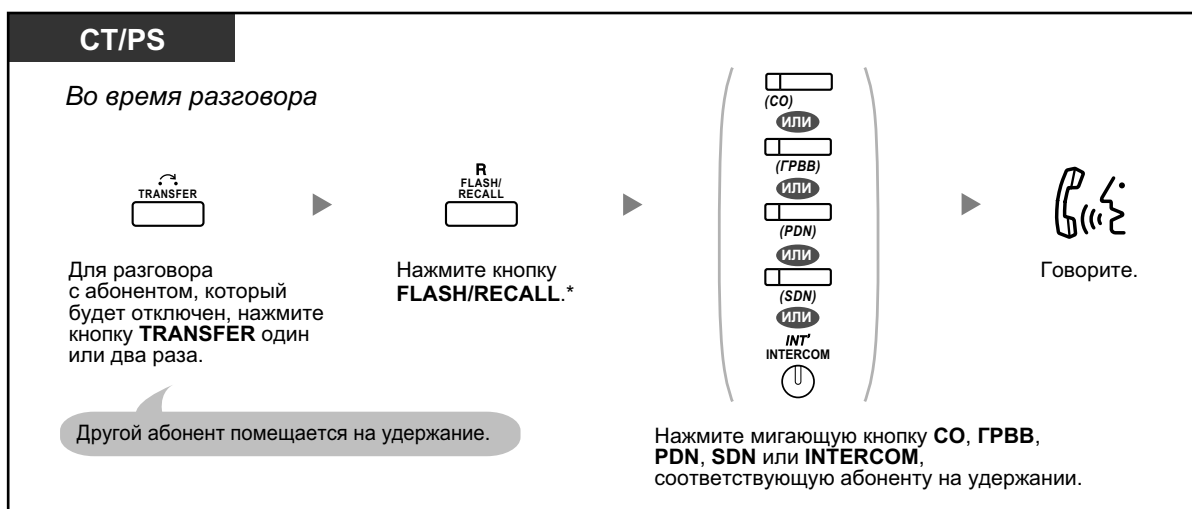 CT/PS
Во время разговора
TRANSFER
Для разговора
с абонентом, который
будет отключен, нажмите
кнопку TRANSFER один
или два раза.
Другой абонент помещается на удержание.
R
FLASH/
RECALL
Нажмите кнопку
FLASH/RECALL.*
(CO)
ИЛИ
(ГРВВ)
ИЛИ
(PDN)
ИЛИ
(SDN)
ИЛИ
INT'
INTERCOM
Нажмите мигающую кнопку CO, ГРВВ,
PDN, SDN или INTERCOM,
соответствующую абоненту на удержании.
Говорите.